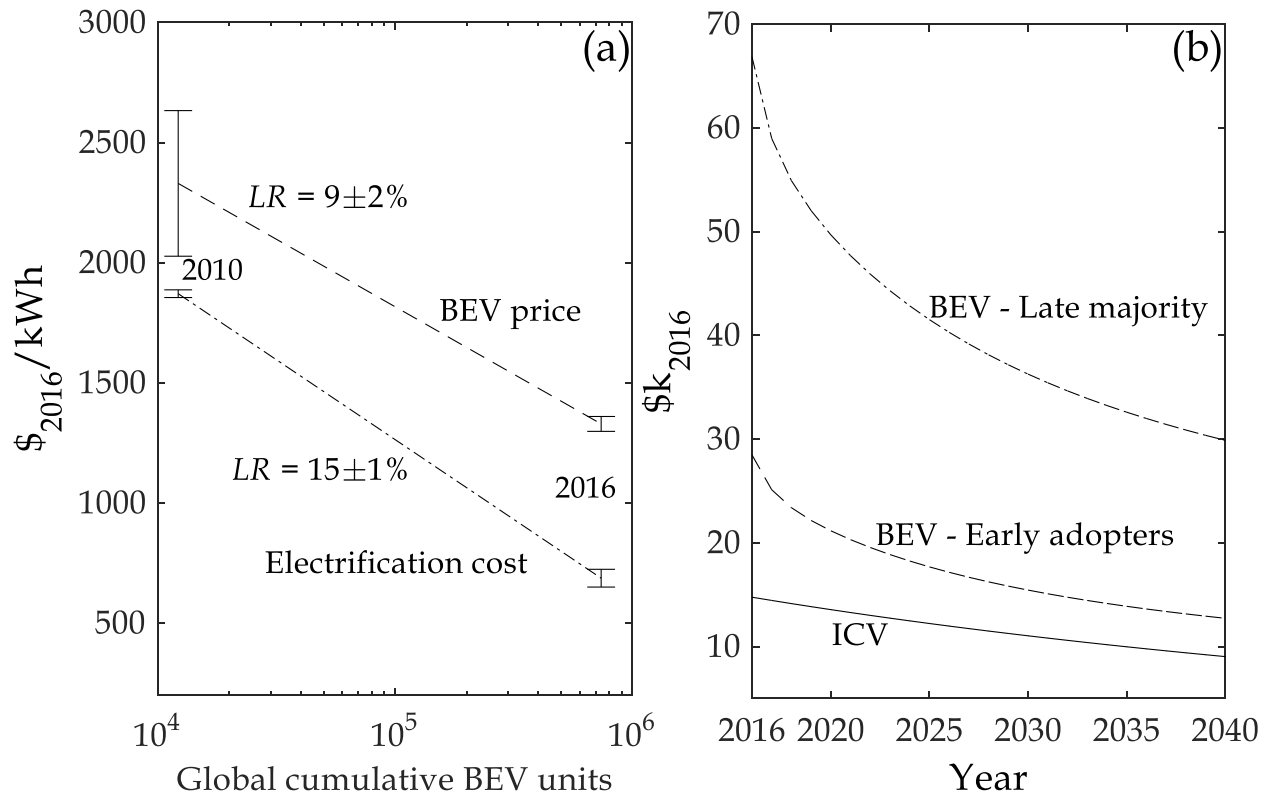 (a)
3000
2500
2000
1500
1000
500
$2016/kWh
LR = 9±2%
2010
BEV price
LR = 15±1%
2016
Electrification cost
10^4
10^5
10^6
Global cumulative BEV units
(b)
70
60
50
40
30
20
10
$k2016
BEV - Late majority
BEV - Early adopters
ICV
2016 2020 2025 2030 2035 2040
Year